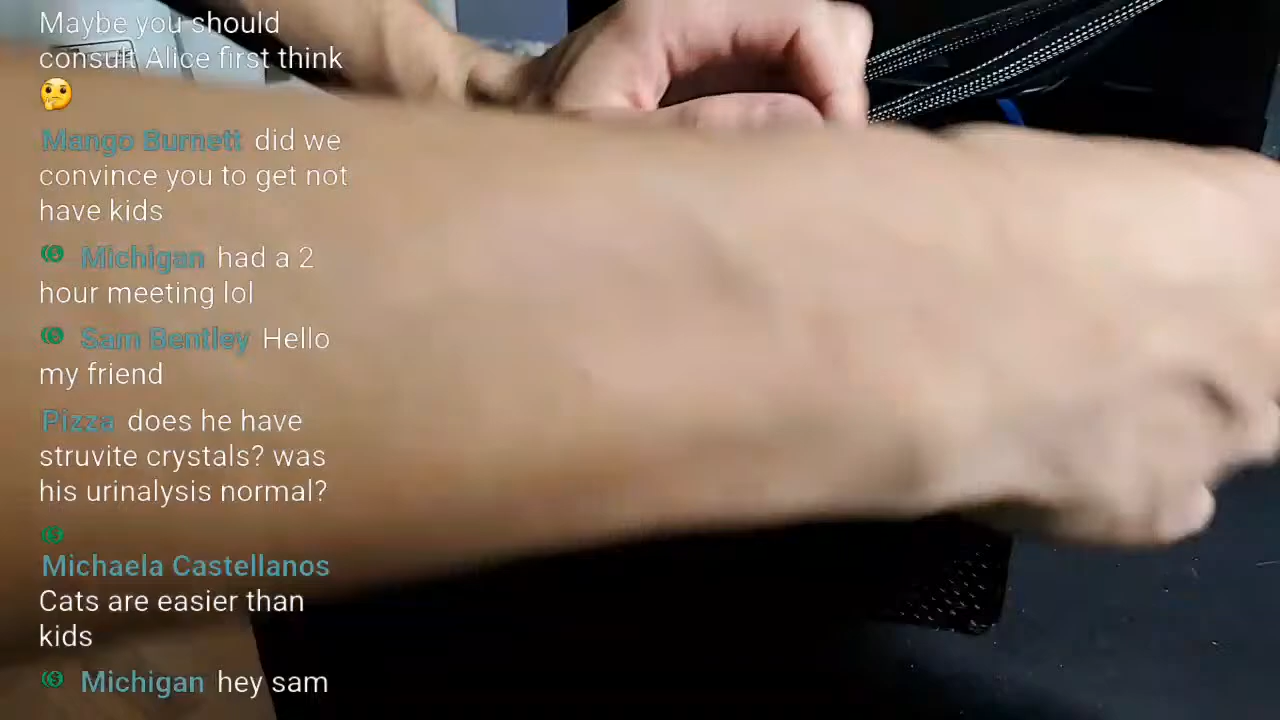 Maybe you should
consult Alice first think
Mango Burnett did we
convince you to get not
have kids
Michigan had a 2
hour meeting lol
Sam Bentley Hello
my friend
Pizza does he have
struvite crystals? was
his urinalysis normal?
Michaela Castellanos
Cats are easier than
kids
Michigan hey sam